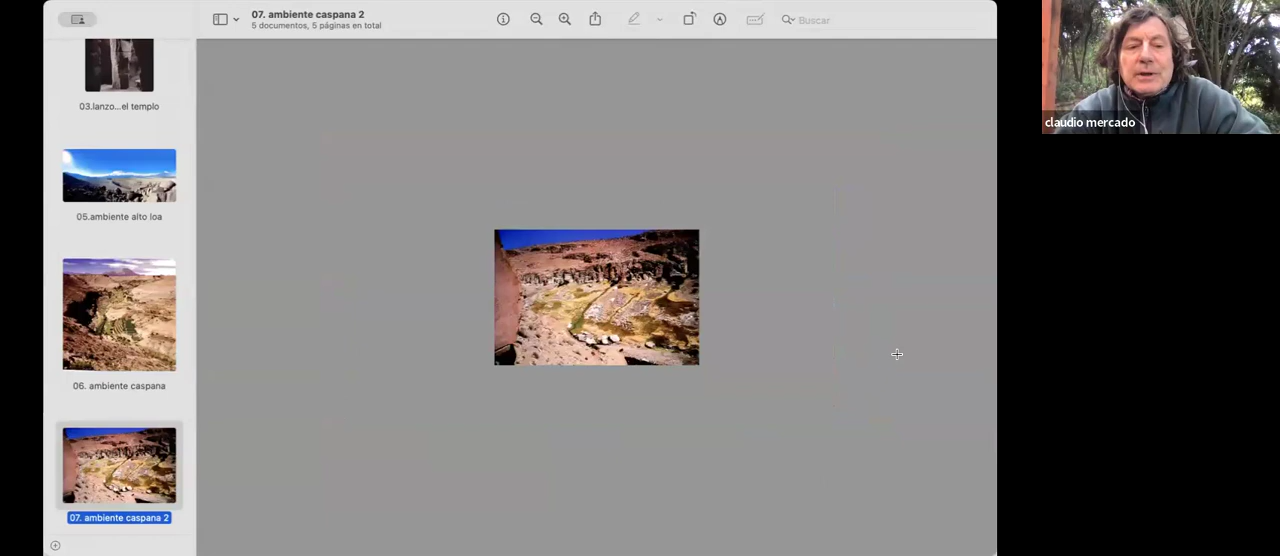 07. ambiente caspana 2
5 documentos, 5 páginas en total
Buscar
03.lanzo...el templo
05.ambiente alto loa
06. ambiente caspana
07. ambiente caspana 2
claudio mercado